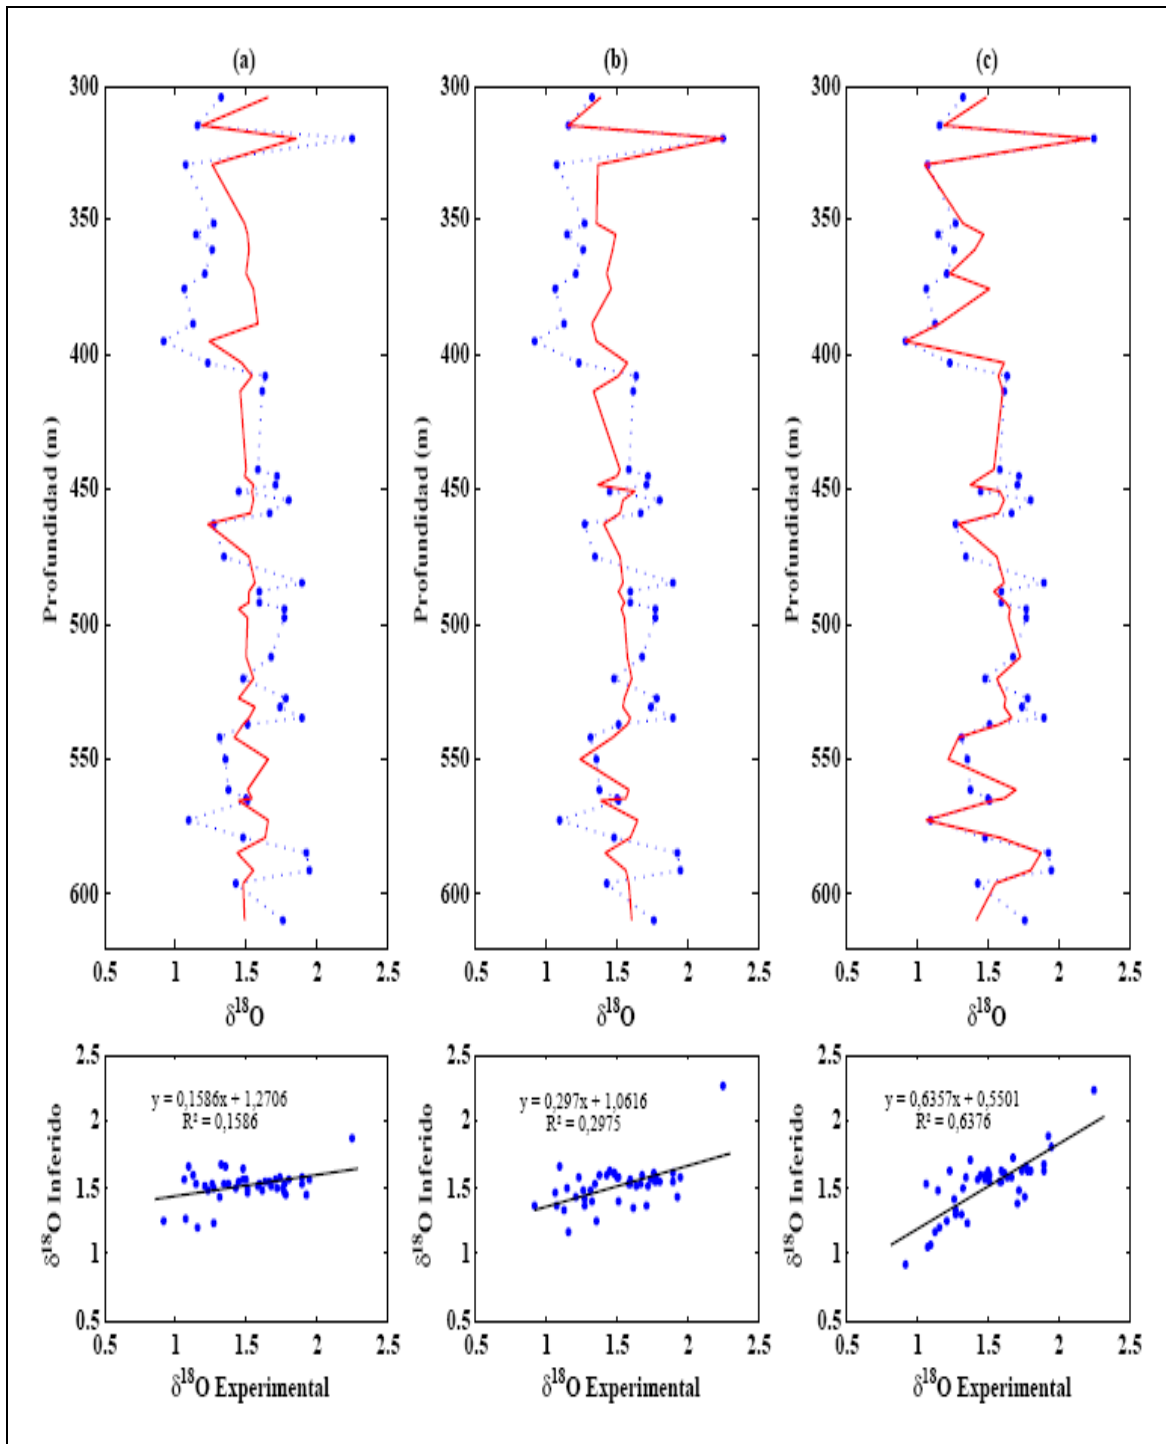 (a) (b) (c)
300 300 300
350 350 350
400 400 400
450 450 450
500 500 500
550 550 550
600 600 600
Profundidad (m) Profundidad (m) Profundidad (m)
0.5 1 1.5 2 2.5 0.5 1 1.5 2 2.5 0.5 1 1.5 2 2.5
δ18O δ18O δ18O
2.5 2.5 2.5
2 2 2
1.5 1.5 1.5
1 1 1
0.5 0.5 0.5
δ18O Inferido δ18O Inferido δ18O Inferido
y = 0,1586x + 1,2706
R² = 0,1586
y = 0,297x + 1,0616
R² = 0,2975
y = 0,6357x + 0,5501
R² = 0,6376
0.5 1 1.5 2 2.5 0.5 1 1.5 2 2.5 0.5 1 1.5 2 2.5
δ18O Experimental δ18O Experimental δ18O Experimental